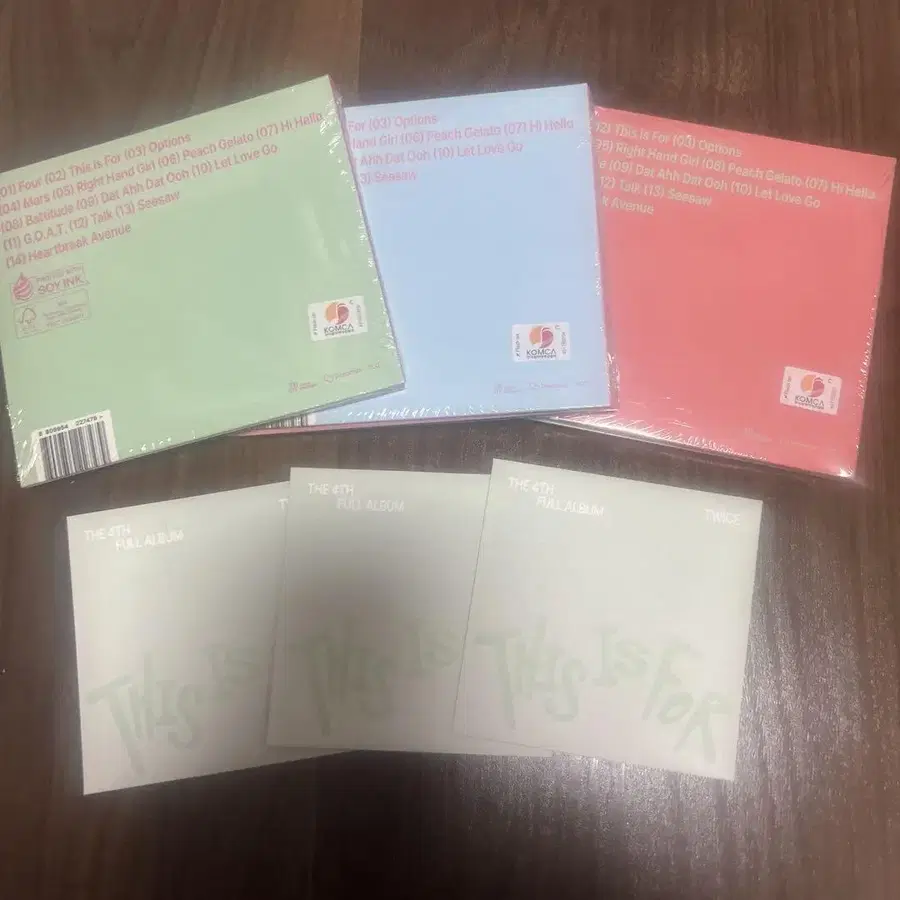 (01) Four (02) This is For (03) Options
(04) Mars (05) Right Hand Girl (06) Peach Gelato (07) Hi Hello
(08) Battitude (09) Dat Ahh Dat Ooh (10) Let Love Go
(11) G.O.A.T. (12) Talk (13) Seesaw
(14) Heartbreak Avenue
PRINTED WITH
SOY INK
KOMCA
For (03) Options
Hand Girl (06) Peach Gelato (07) Hi Hello
Ahh Dat Ooh (10) Let Love Go
3) Seesaw
KOMCA
02) This is For (03) Options
05) Right Hand Girl (06) Peach Gelato (07) Hi Hello
Dat Ahh Dat Ooh (10) Let Love Go
12) Talk (13) Seesaw
Avenue
KOMCA
THE 4TH
FULL ALBUM
THIS IS
THE 4TH
FULL ALBUM
THIS IS
THE 4TH
FULL ALBUM
TWICE
THIS IS FOR